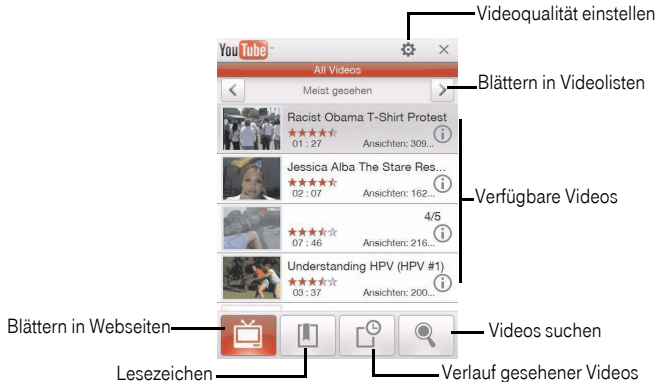 Videoqualität einstellen
YouTube
All Videos
Meist gesehen
Blättern in Videolisten
Racist Obama T-Shirt Protest
01 : 27 Ansichten: 309...
Jessica Alba The Stare Res...
02 : 07 Ansichten: 162...
Verfügbare Videos
4/5
07 : 46 Ansichten: 216...
Understanding HPV (HPV #1)
03 : 37 Ansichten: 200...
Blättern in Webseiten
Videos suchen
Lesezeichen
Verlauf gesehener Videos